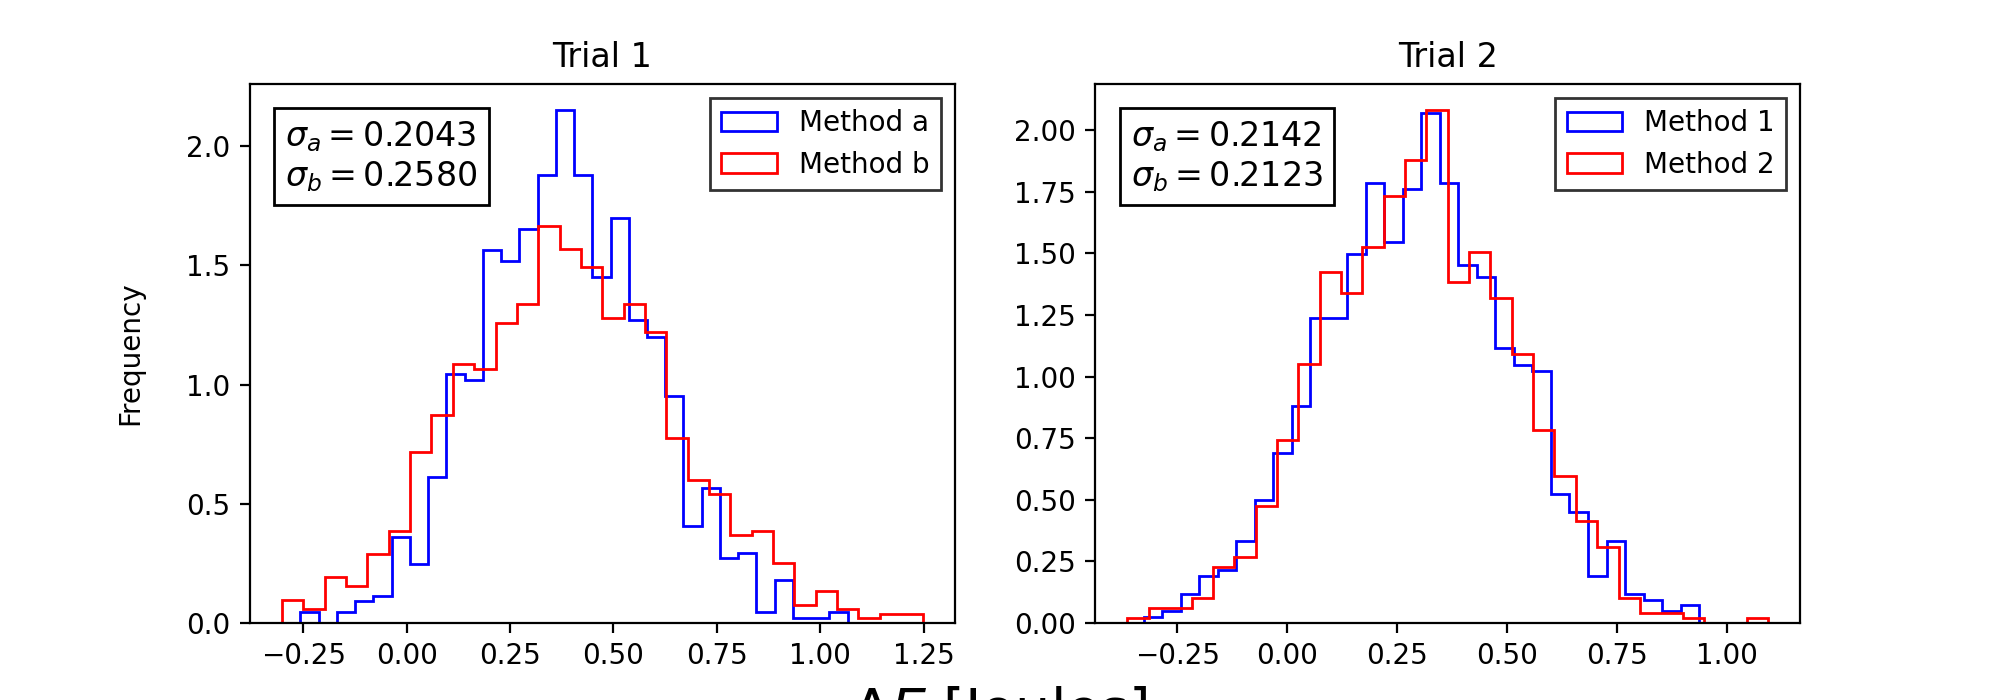 Trial 1
σa = 0.2043
σb = 0.2580
Method a
Method b
Frequency
2.0
1.5
1.0
0.5
0.0
−0.25 0.00 0.25 0.50 0.75 1.00 1.25
Trial 2
σa = 0.2142
σb = 0.2123
Method 1
Method 2
2.00
1.75
1.50
1.25
1.00
0.75
0.50
0.25
0.00
−0.25 0.00 0.25 0.50 0.75 1.00
ΔE [Joules]